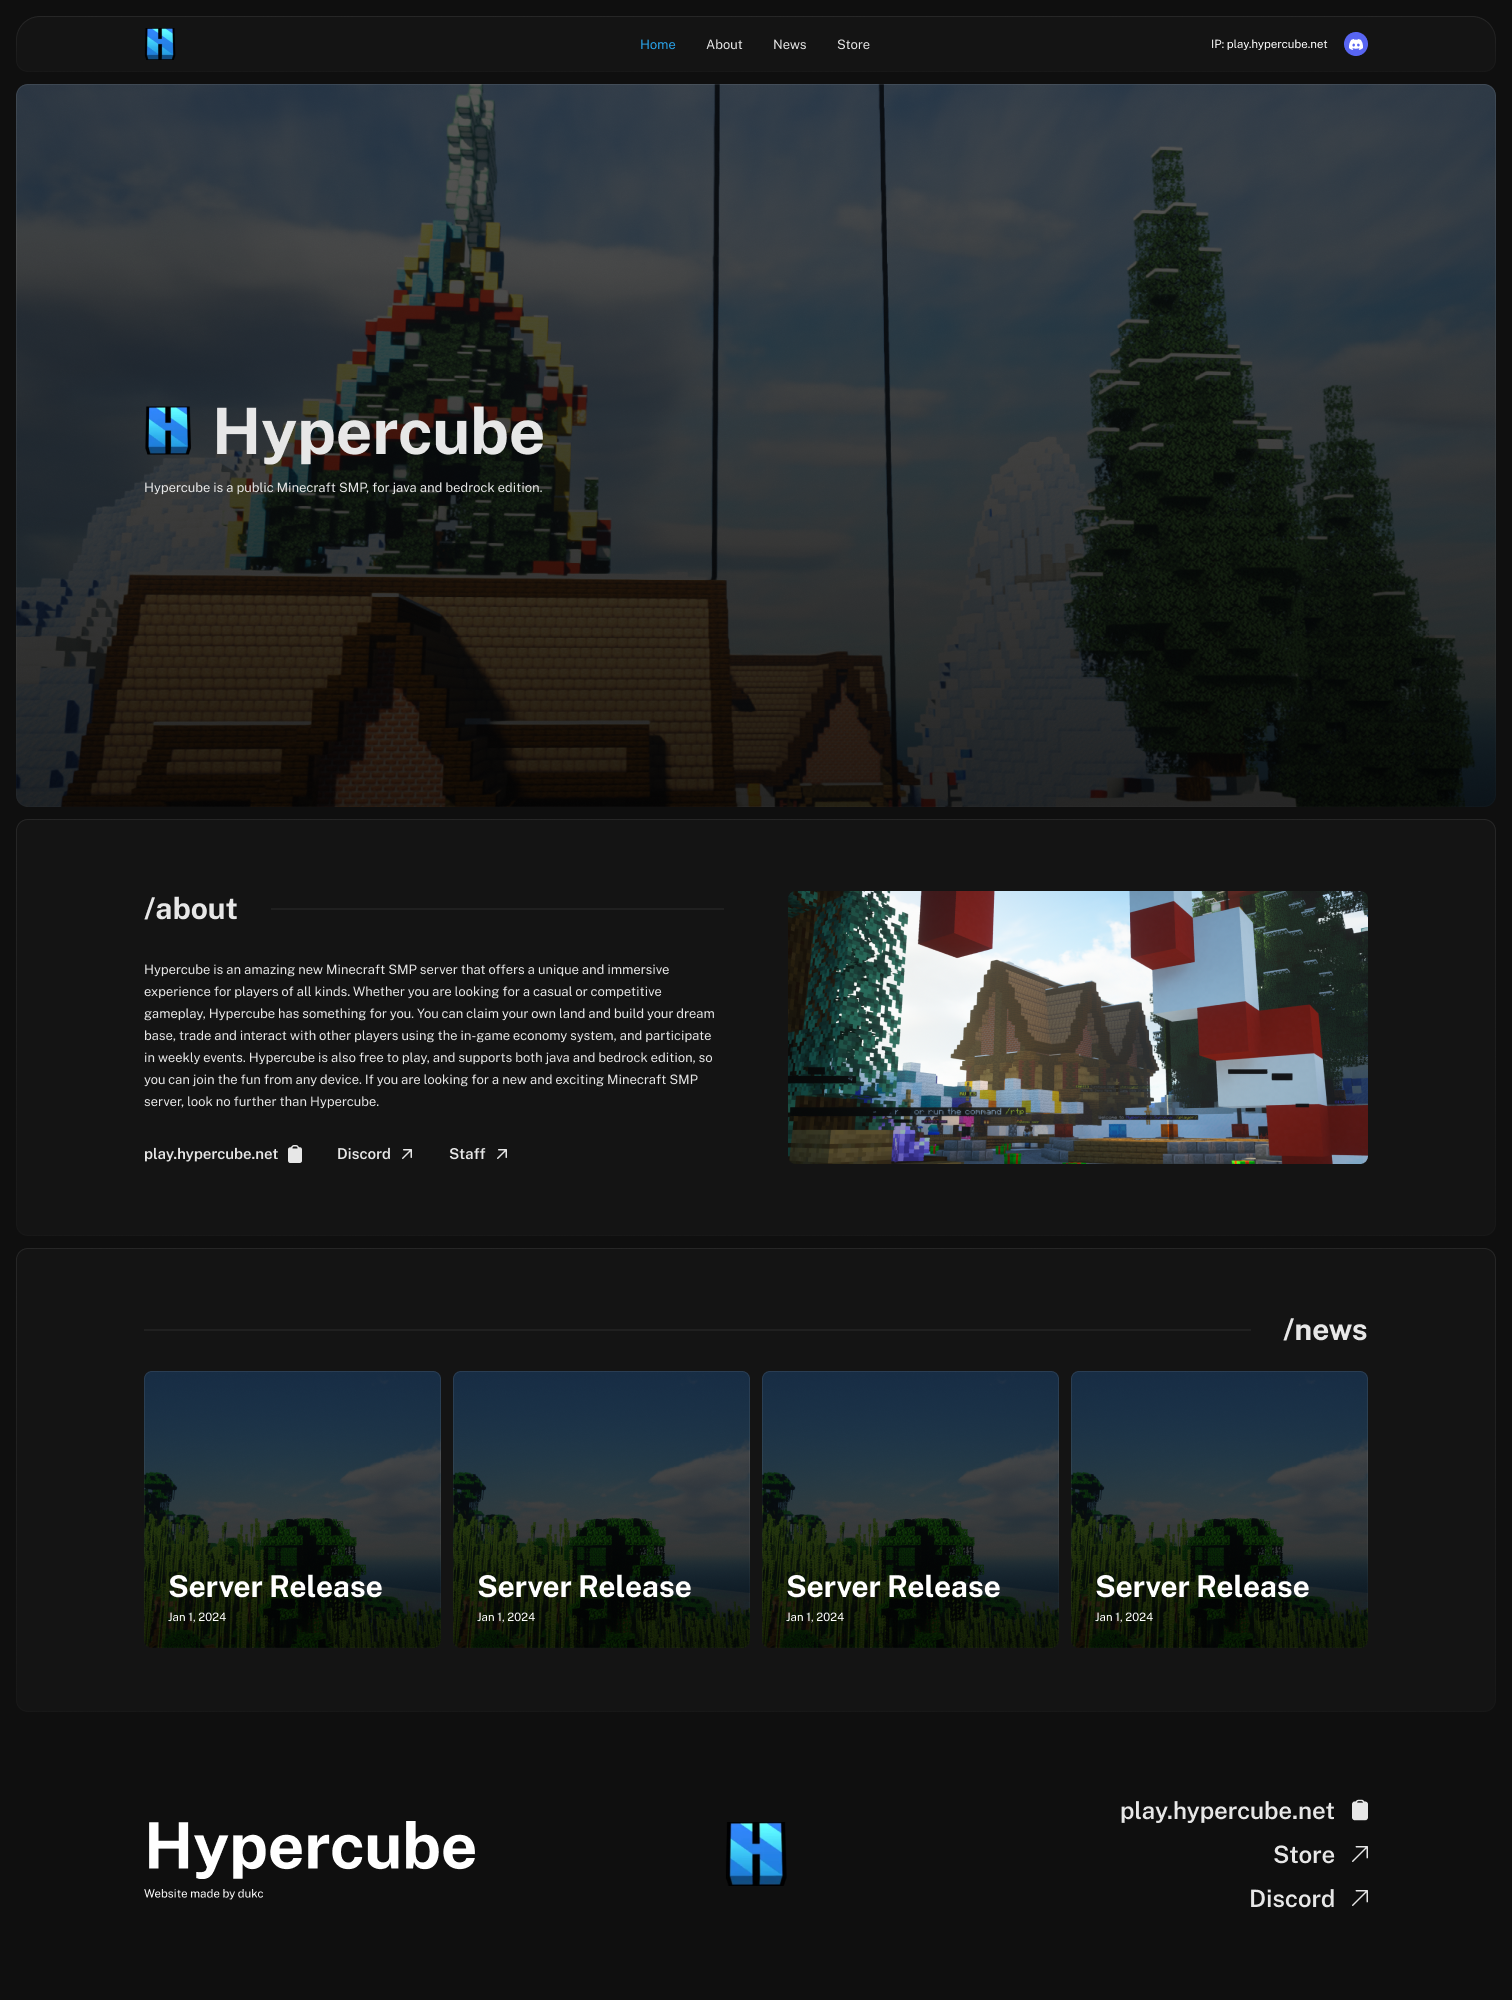 Home About News Store IP: play.hypercube.net
Hypercube
Hypercube is a public Minecraft SMP, for java and bedrock edition.
/about
Hypercube is an amazing new Minecraft SMP server that offers a unique and immersive
experience for players of all kinds. Whether you are looking for a casual or competitive
gameplay, Hypercube has something for you. You can claim your own land and build your dream
base, trade and interact with other players using the in-game economy system, and participate
in weekly events. Hypercube is also free to play, and supports both java and bedrock edition, so
you can join the fun from any device. If you are looking for a new and exciting Minecraft SMP
server, look no further than Hypercube.
play.hypercube.net Discord Staff
or run the command /rtp
/news
Server Release Server Release Server Release Server Release
Jan 1, 2024 Jan 1, 2024 Jan 1, 2024 Jan 1, 2024
Hypercube
Website made by dukc
play.hypercube.net
Store
Discord